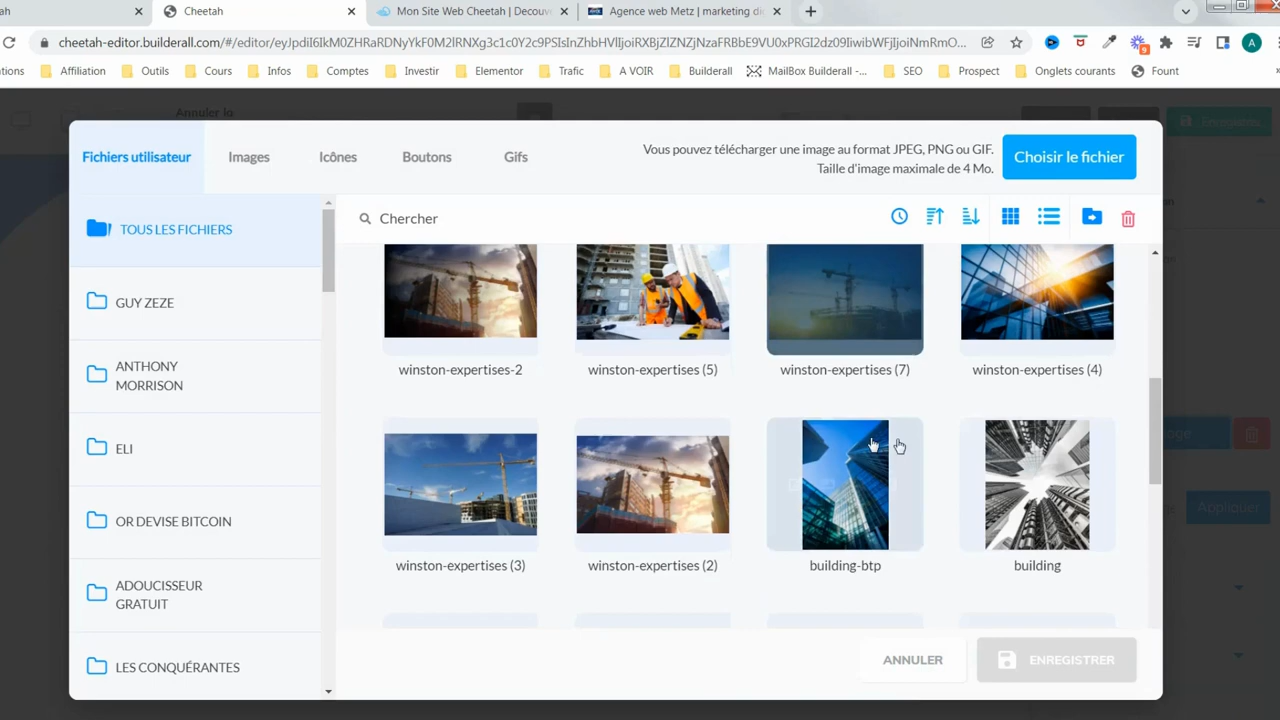 ah
Cheetah
Mon Site Web Cheetah | Decouv
Agence web Metz | marketing di
cheetah-editor.builderall.com/#/editor/
ations
Affiliation
Outils
Cours
Infos
Comptes
Investir
Elementor
Trafic
A VOIR
Builderall
MailBox Builderall -...
SEO
Prospect
Onglets courants
Fount
9
A
Annuler la
Enregistrer
Fichiers utilisateur
Images
Icônes
Boutons
Gifs
Vous pouvez télécharger une image au format JPEG, PNG ou GIF.
Taille d'image maximale de 4 Mo.
Choisir le fichier
TOUS LES FICHIERS
Chercher
GUY ZEZE
ANTHONY
MORRISON
ELI
OR DEVISE BITCOIN
ADOUCISSEUR
GRATUIT
LES CONQUÉRANTES
winston-expertises-2
winston-expertises (5)
winston-expertises (7)
winston-expertises (4)
winston-expertises (3)
winston-expertises (2)
building-btp
building
Appliquer
ANNULER
ENREGISTRER